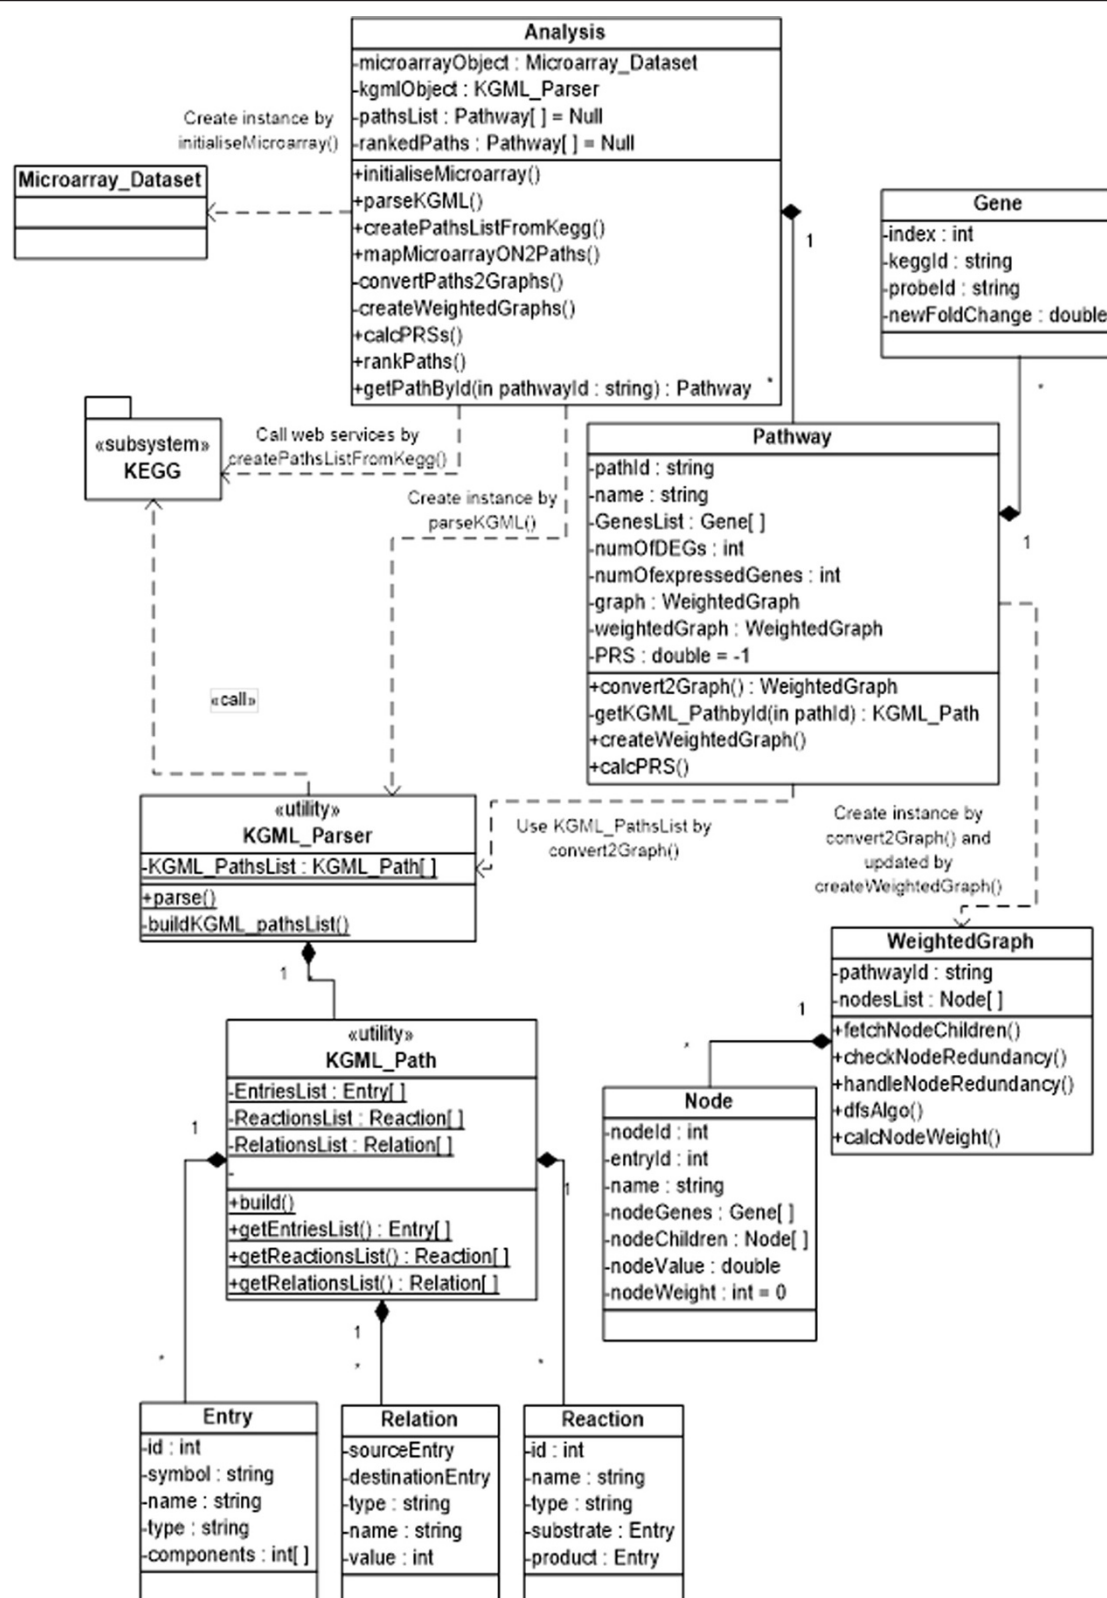 Analysis
-microarrayObject : Microarray_Dataset
-kgmlObject : KGML_Parser
-pathsList : Pathway[ ] = Null
-rankedPaths : Pathway[ ] = Null
+initialiseMicroarray()
+parseKGML()
+createPathsListFromKegg()
+mapMicroarrayON2Paths()
-convertPaths2Graphs()
-createWeightedGraphs()
+calcPRSs()
+rankPaths()
+getPathById(in pathwayId : string) : Pathway
*
1
Create instance by
initialiseMicroarray()
Microarray_Dataset
Gene
-index : int
-keggId : string
-probeId : string
-newFoldChange : double
*
1
«subsystem»
KEGG
Call web services by
createPathsListFromKegg()
Create instance by
parseKGML()
Pathway
-pathId : string
-name : string
-GenesList : Gene[ ]
-numOfDEGs : int
-numOfexpressedGenes : int
-graph : WeightedGraph
-weightedGraph : WeightedGraph
-PRS : double = -1
+convert2Graph() : WeightedGraph
-getKGML_PathbyId(in pathId) : KGML_Path
+createWeightedGraph()
+calcPRS()
«call»
«utility»
KGML_Parser
-KGML_PathsList : KGML_Path[ ]
+parse()
-buildKGML_pathsList()
Use KGML_PathsList by
convert2Graph()
Create instance by
convert2Graph() and
updated by
createWeightedGraph()
WeightedGraph
-pathwayId : string
-nodesList : Node[ ]
+fetchNodeChildren()
+checkNodeRedundancy()
+handleNodeRedundancy()
+dfsAlgo()
+calcNodeWeight()
1
*
1
*
«utility»
KGML_Path
-EntriesList : Entry[ ]
-ReactionsList : Reaction[ ]
-RelationsList : Relation[ ]
-
+build()
+getEntriesList() : Entry[ ]
+getReactionsList() : Reaction[ ]
+getRelationsList() : Relation[ ]
1
1
1
*
*
*
Node
-nodeId : int
-entryId : int
-name : string
-nodeGenes : Gene[ ]
-nodeChildren : Node[ ]
-nodeValue : double
-nodeWeight : int = 0
Entry
-id : int
-symbol : string
-name : string
-type : string
-components : int[ ]
Relation
-sourceEntry
-destinationEntry
-type : string
-name : string
-value : int
Reaction
-id : int
-name : string
-type : string
-substrate : Entry
-product : Entry